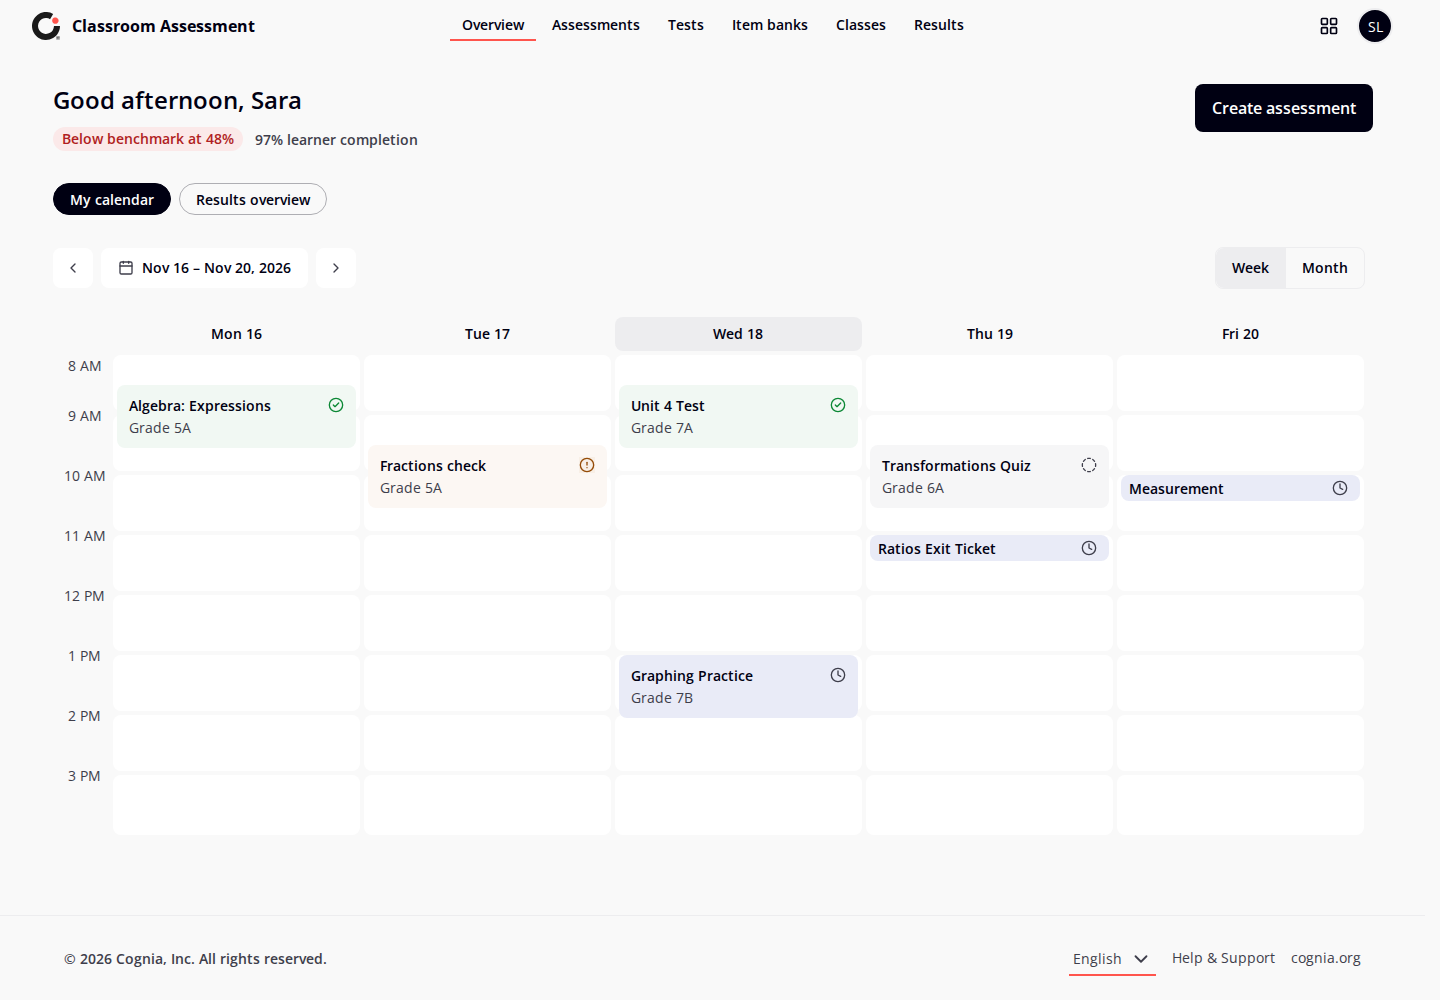 Classroom Assessment
Overview Assessments Tests Item banks Classes Results
SL
Good afternoon, Sara
Create assessment
Below benchmark at 48% 97% learner completion
My calendar Results overview
Nov 16 – Nov 20, 2026
Week Month
Mon 16 Tue 17 Wed 18 Thu 19 Fri 20
8 AM
Algebra: Expressions
Grade 5A
Unit 4 Test
Grade 7A
9 AM
Fractions check
Grade 5A
Transformations Quiz
Grade 6A
10 AM
Measurement
11 AM
Ratios Exit Ticket
12 PM
1 PM
Graphing Practice
Grade 7B
2 PM
3 PM
© 2026 Cognia, Inc. All rights reserved.
English Help & Support cognia.org